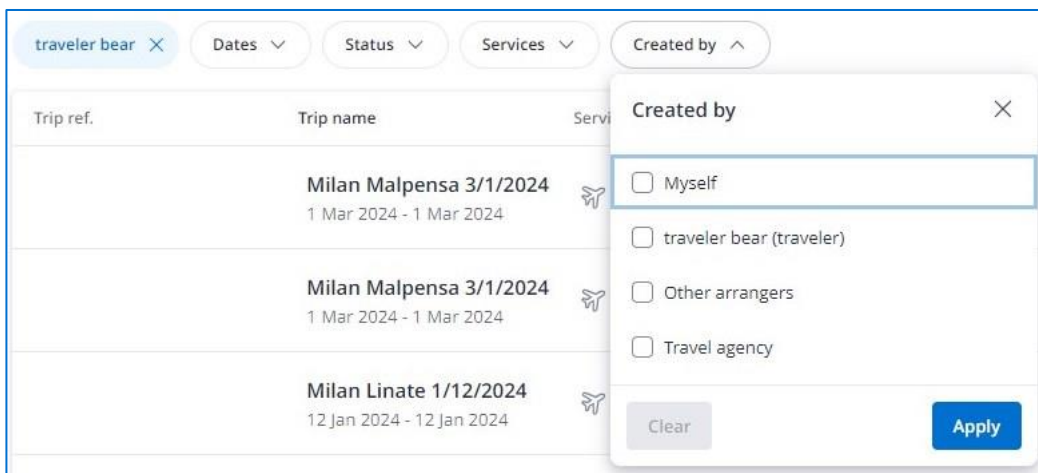 traveler bear
Dates
Status
Services
Created by
Trip ref.
Trip name
Servi
Milan Malpensa 3/1/2024
1 Mar 2024 - 1 Mar 2024
Milan Malpensa 3/1/2024
1 Mar 2024 - 1 Mar 2024
Milan Linate 1/12/2024
12 Jan 2024 - 12 Jan 2024
Created by
Myself
traveler bear (traveler)
Other arrangers
Travel agency
Clear
Apply